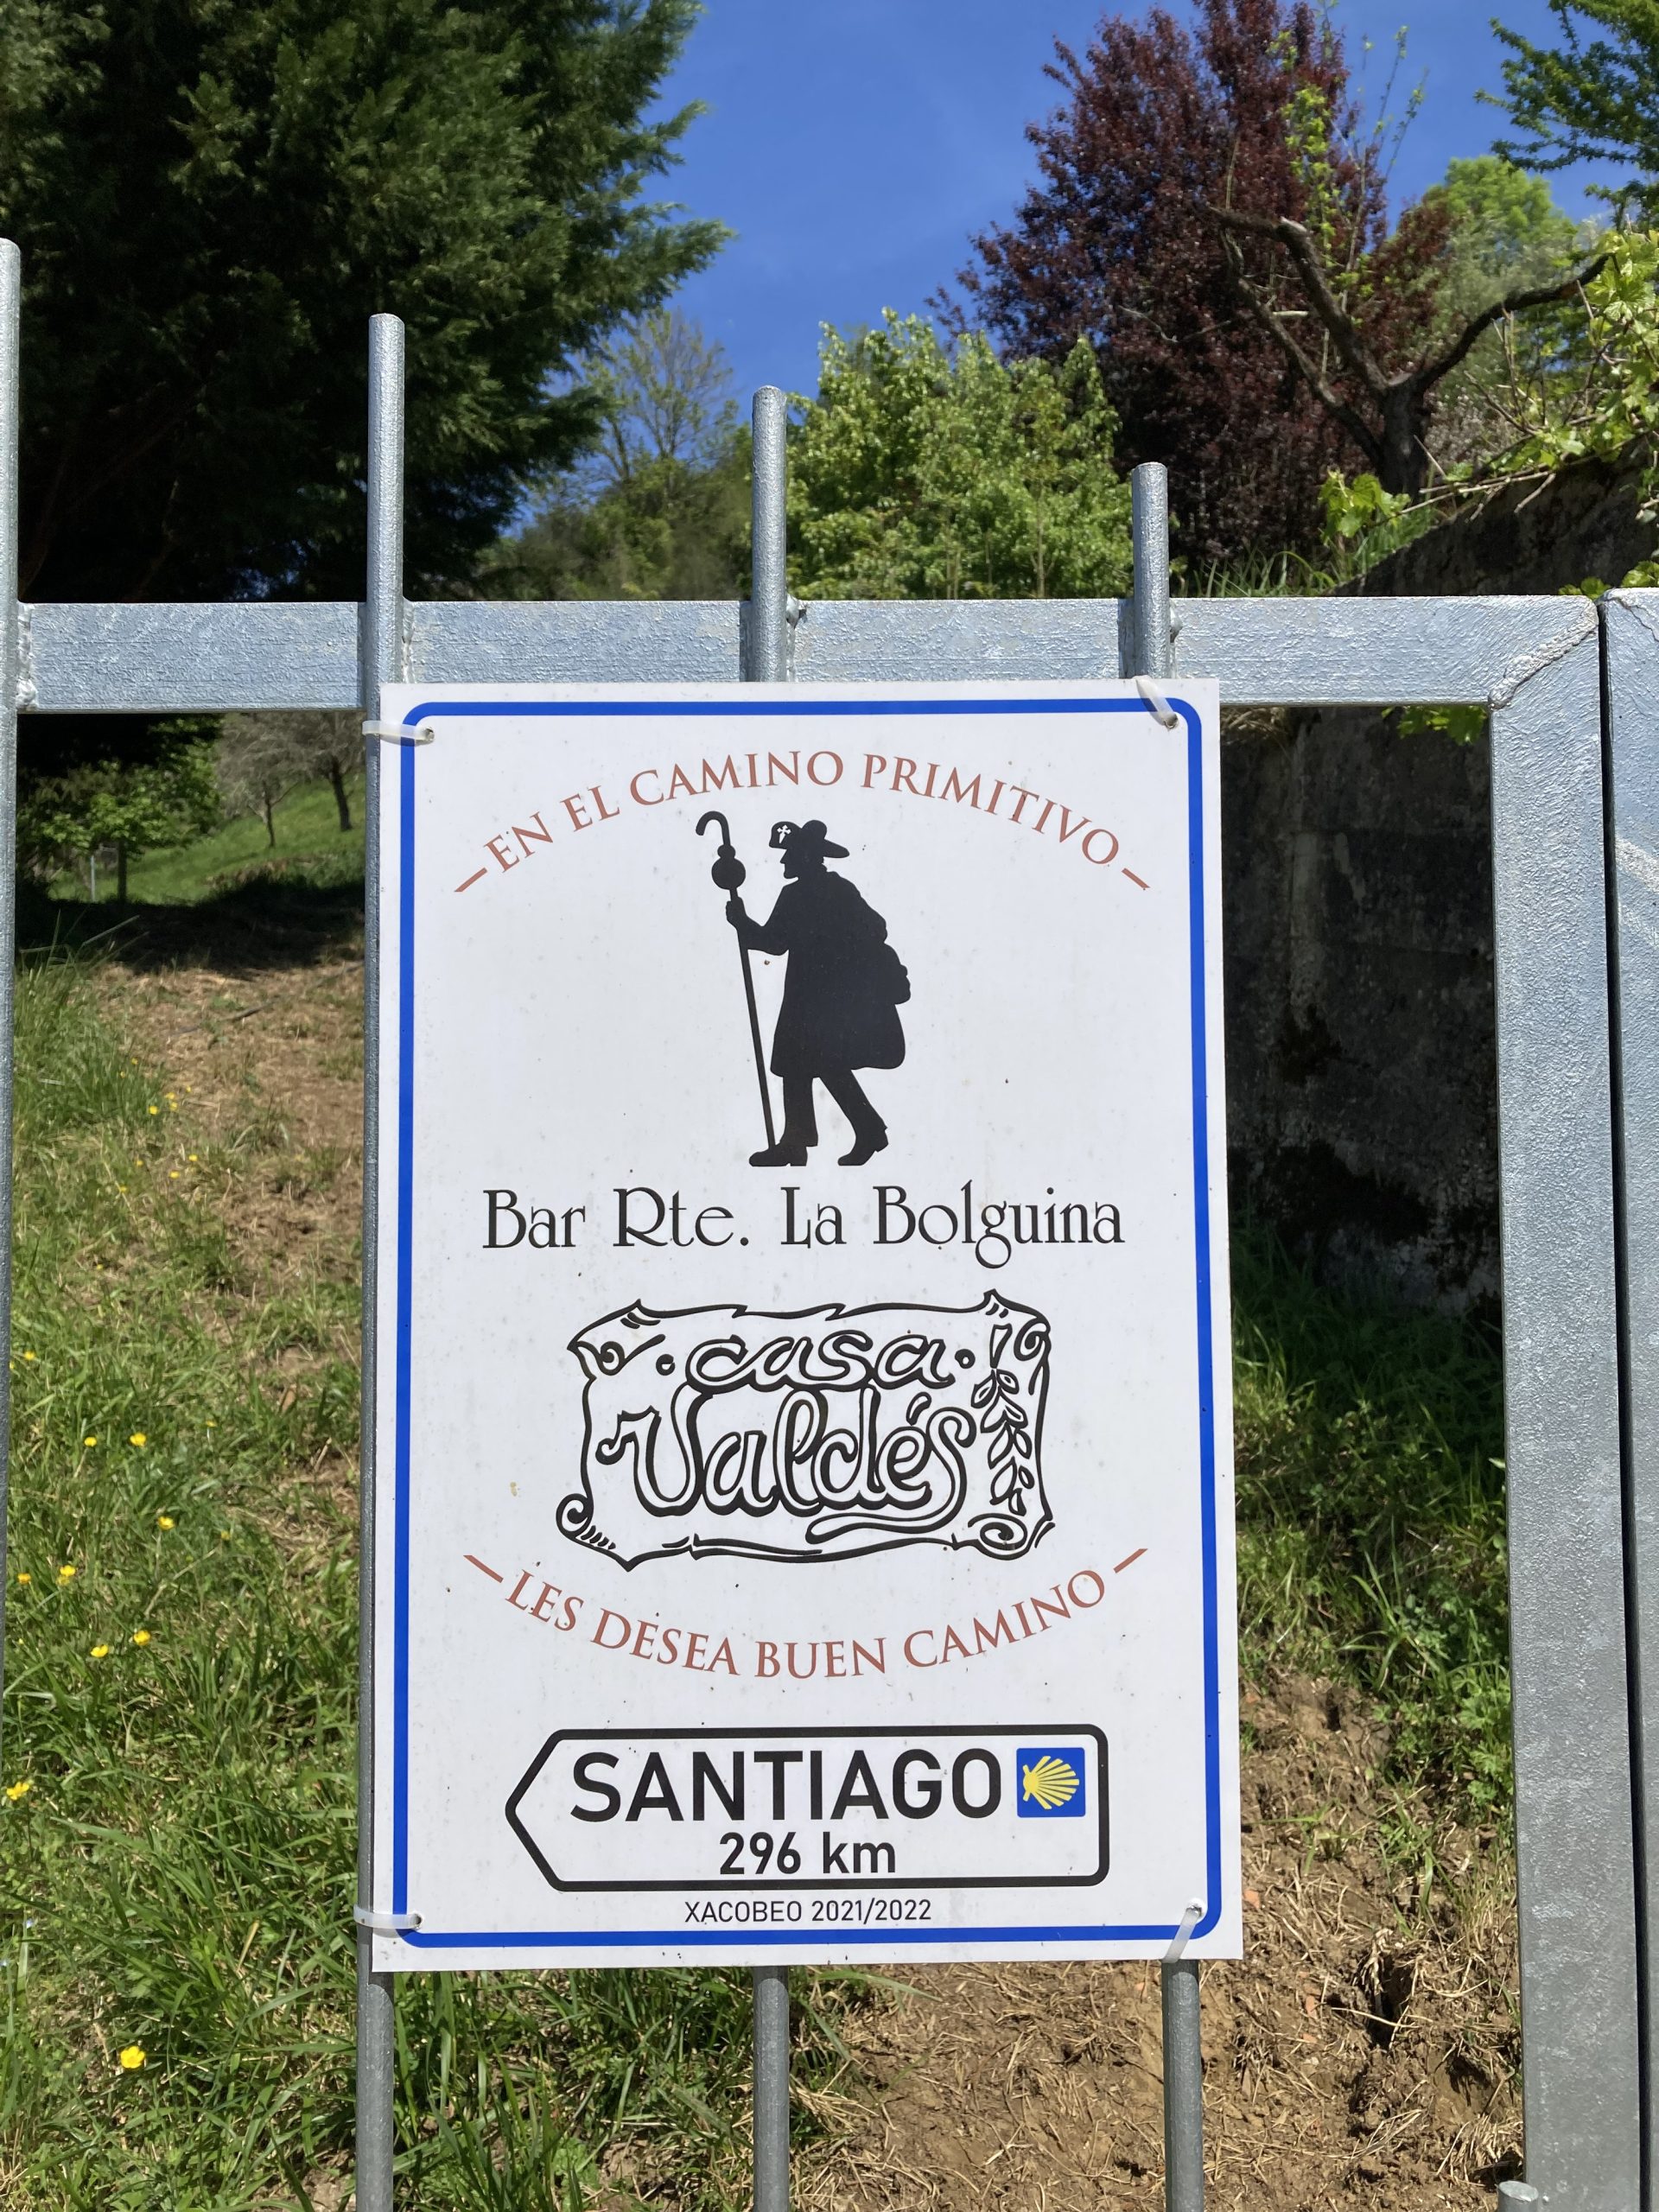 EN EL CAMINO PRIMITIVO
Bar Rte. La Bolguina
casa
Valdés
LES DESEA BUEN CAMINO
SANTIAGO
296 km
XACOBEO 2021/2022